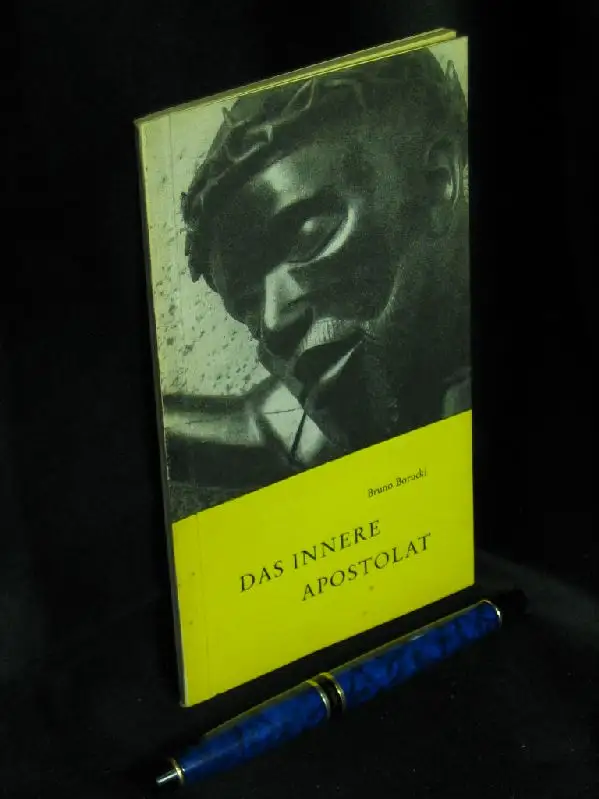 Bruno Borucki
DAS INNERE
APOSTOLAT